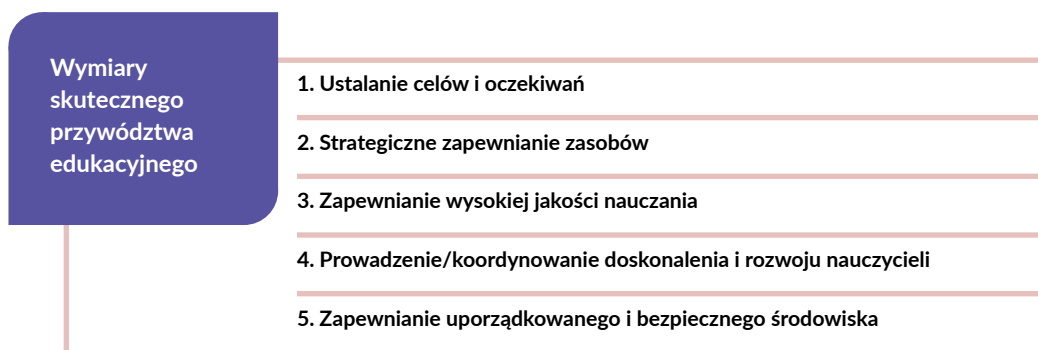 Wymiary
skutecznego
przywództwa
edukacyjnego
1. Ustalanie celów i oczekiwań
2. Strategiczne zapewnianie zasobów
3. Zapewnianie wysokiej jakości nauczania
4. Prowadzenie/koordynowanie doskonalenia i rozwoju nauczycieli
5. Zapewnianie uporządkowanego i bezpiecznego środowiska